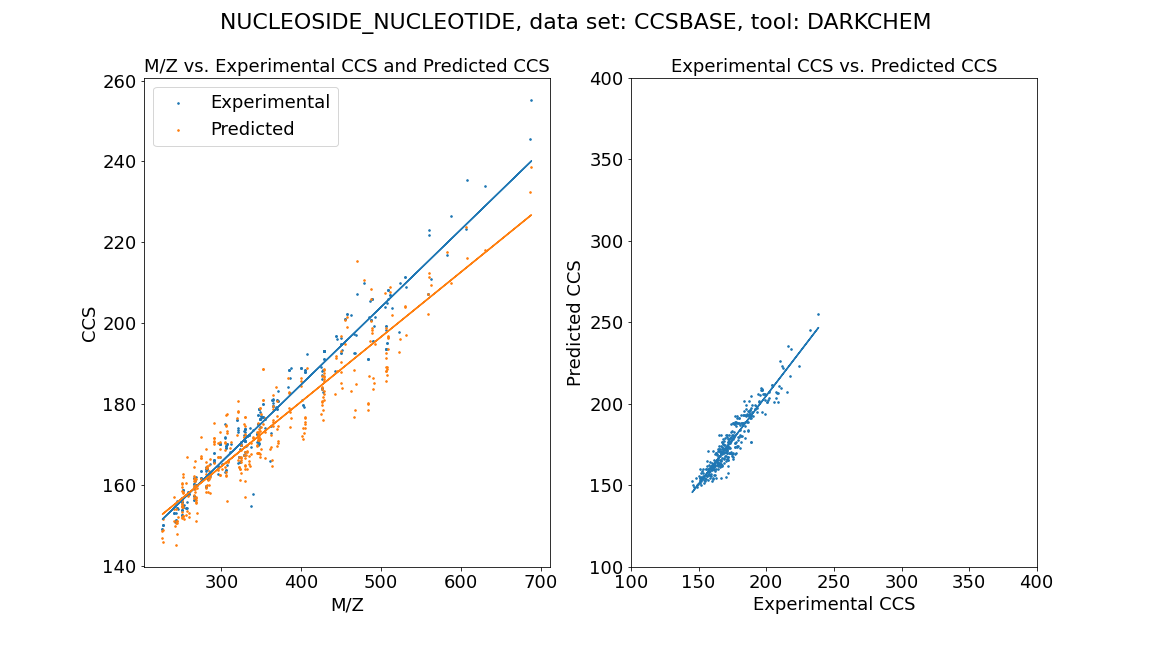 NUCLEOSIDE_NUCLEOTIDE, data set: CCSBASE, tool: DARKCHEM
M/Z vs. Experimental CCS and Predicted CCS
Experimental
Predicted
260
240
220
200
180
160
140
CCS
300
400
500
600
700
M/Z
Experimental CCS vs. Predicted CCS
400
350
300
250
200
150
100
Predicted CCS
100
150
200
250
300
350
400
Experimental CCS